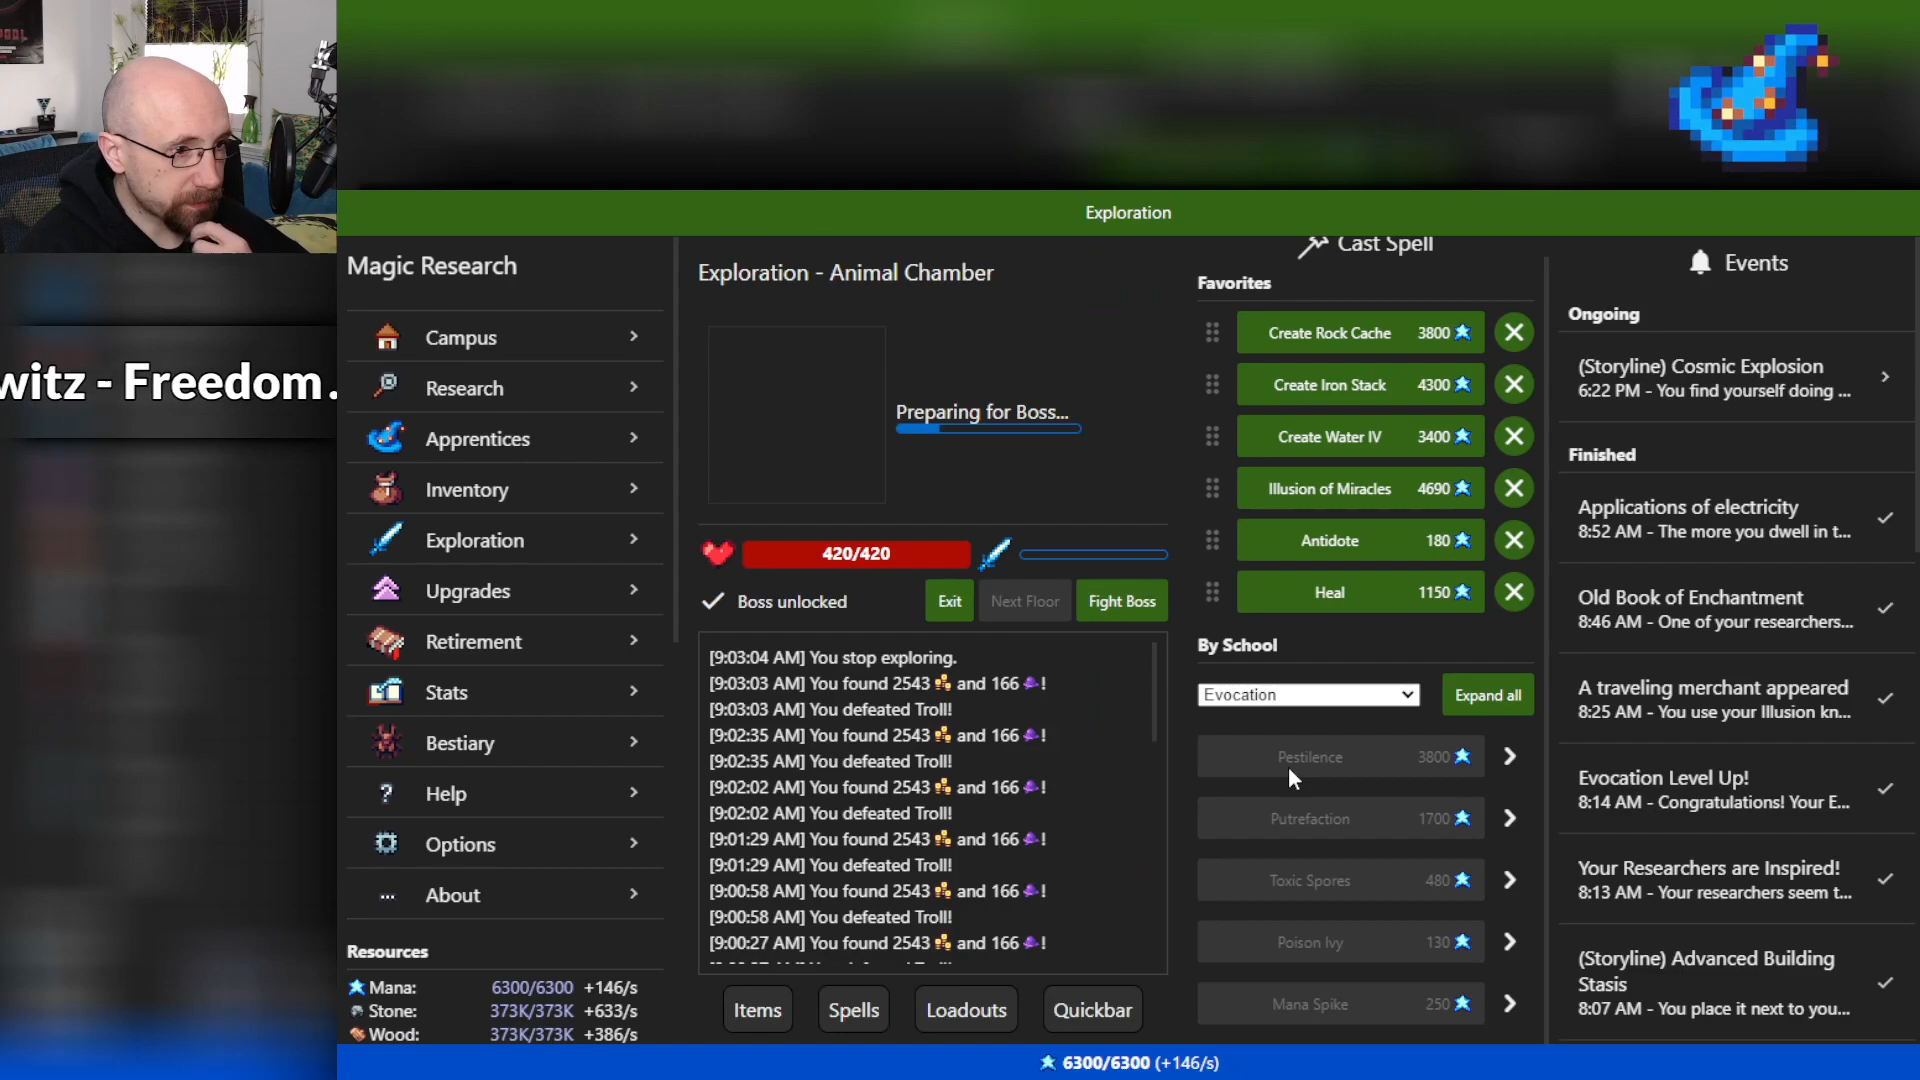 POOL
witz - Freedom.
Exploration
Magic Research
Campus
Research
Apprentices
Inventory
Exploration
Upgrades
Retirement
Stats
Bestiary
Help
Options
About
Resources
Mana: 6300/6300 +146/s
Stone: 373K/373K +633/s
Wood: 373K/373K +386/s
Exploration - Animal Chamber
Preparing for Boss...
420/420
Boss unlocked
Exit
Next Floor
Fight Boss
[9:03:04 AM] You stop exploring.
[9:03:03 AM] You found 2543 and 166 !
[9:03:03 AM] You defeated Troll!
[9:02:35 AM] You found 2543 and 166 !
[9:02:35 AM] You defeated Troll!
[9:02:02 AM] You found 2543 and 166 !
[9:02:02 AM] You defeated Troll!
[9:01:29 AM] You found 2543 and 166 !
[9:01:29 AM] You defeated Troll!
[9:00:58 AM] You found 2543 and 166 !
[9:00:58 AM] You defeated Troll!
[9:00:27 AM] You found 2543 and 166 !
Items
Spells
Loadouts
Quickbar
Cast Spell
Favorites
Create Rock Cache 3800
Create Iron Stack 4300
Create Water IV 3400
Illusion of Miracles 4690
Antidote 180
Heal 1150
By School
Evocation
Expand all
Pestilence 3800
Putrefaction 1700
Toxic Spores 480
Poison Ivy 130
Mana Spike 250
Events
Ongoing
(Storyline) Cosmic Explosion
6:22 PM - You find yourself doing ...
Finished
Applications of electricity
8:52 AM - The more you dwell in t...
Old Book of Enchantment
8:46 AM - One of your researchers...
A traveling merchant appeared
8:25 AM - You use your Illusion kn...
Evocation Level Up!
8:14 AM - Congratulations! Your E...
Your Researchers are Inspired!
8:13 AM - Your researchers seem t...
(Storyline) Advanced Building
Stasis
8:07 AM - You place it next to you...
6300/6300 (+146/s)